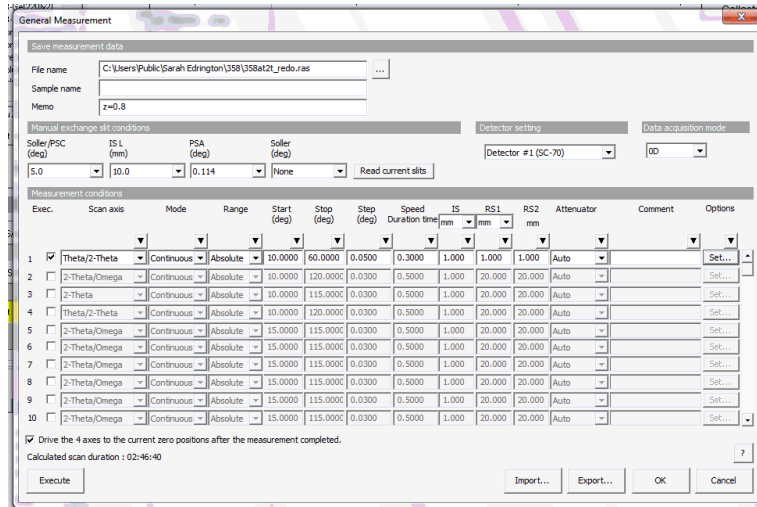 General Measurement
Save measurement data
File name C:\Users\Public\Sarah Edrington\358\358at2t_redo.ras ...
Sample name
Memo z=0.8
Manual exchange slit conditions Detector setting Data acquisition mode
Soller/PSC IS L PSA Soller
(deg) (mm) (deg) (deg)
5.0 10.0 0.114 None Read current slits Detector #1 (SC-70) 0D
Measurement conditions
Exec. Scan axis Mode Range Start Stop Step Speed IS RS1 RS2 Attenuator Comment Options
(deg) (deg) (deg) Duration time mm mm mm
1 Theta/2-Theta Continuous Absolute 10.0000 60.0000 0.0500 0.3000 1.000 1.000 1.000 Auto Set...
2 2-Theta/Omega Continuous Absolute 10.0000 120.0000 0.0300 0.5000 1.000 20.000 20.000 Auto Set...
3 2-Theta Continuous Absolute 10.0000 115.0000 0.0300 0.5000 1.000 20.000 20.000 Auto Set...
4 Theta/2-Theta Continuous Absolute 10.0000 120.0000 0.0300 0.5000 1.000 20.000 20.000 Auto Set...
5 2-Theta/Omega Continuous Absolute 15.0000 115.0000 0.0300 0.5000 1.000 20.000 20.000 Auto Set...
6 2-Theta/Omega Continuous Absolute 15.0000 115.0000 0.0300 0.5000 1.000 20.000 20.000 Auto Set...
7 2-Theta/Omega Continuous Absolute 15.0000 115.0000 0.0300 0.5000 1.000 20.000 20.000 Auto Set...
8 2-Theta/Omega Continuous Absolute 15.0000 115.0000 0.0300 0.5000 1.000 20.000 20.000 Auto Set...
9 2-Theta/Omega Continuous Absolute 15.0000 115.0000 0.0300 0.5000 1.000 20.000 20.000 Auto Set...
10 2-Theta/Omega Continuous Absolute 15.0000 115.0000 0.0300 0.5000 1.000 20.000 20.000 Auto Set...
Drive the 4 axes to the current zero positions after the measurement completed.
Calculated scan duration : 02:46:40 ?
Execute Import... Export... OK Cancel